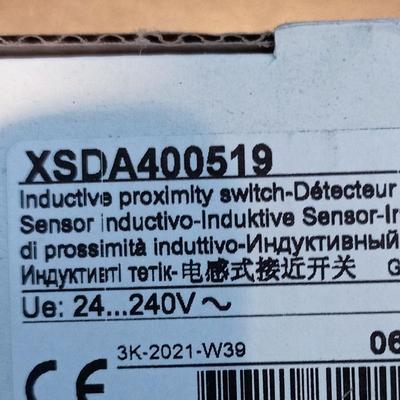 XSDA400519
Inductive proximity switch-Détecteur
Sensor inductivo-Induktive Sensor-In
di prossimità induttivo-Индуктивный
Индуктивті тетік-电感式接近开关 G
Ue: 24...240V~
3K-2021-W39 06
CE